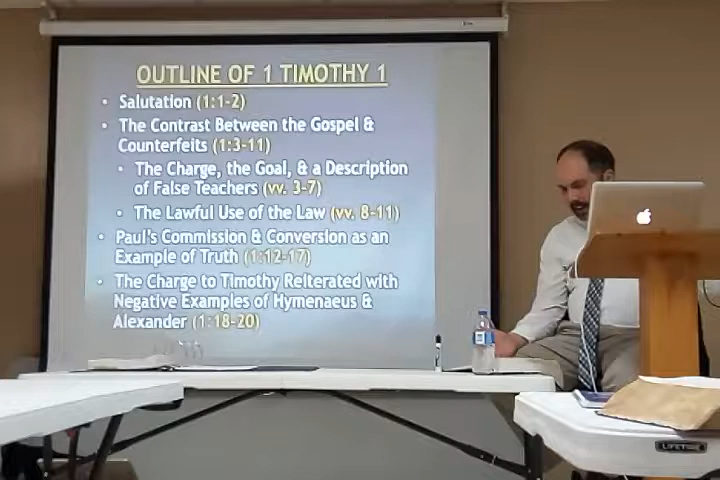 OUTLINE OF 1 TIMOTHY 1
• Salutation (1:1-2)
• The Contrast Between the Gospel &
Counterfeits (1:3-11)
• The Charge, the Goal, & a Description
of False Teachers (vv. 3-7)
• The Lawful Use of the Law (vv. 8-11)
• Paul's Commission & Conversion as an
Example of Truth (1:12-17)
• The Charge to Timothy Reiterated with
Negative Examples of Hymenaeus &
Alexander (1:18-20)
LIFETIME